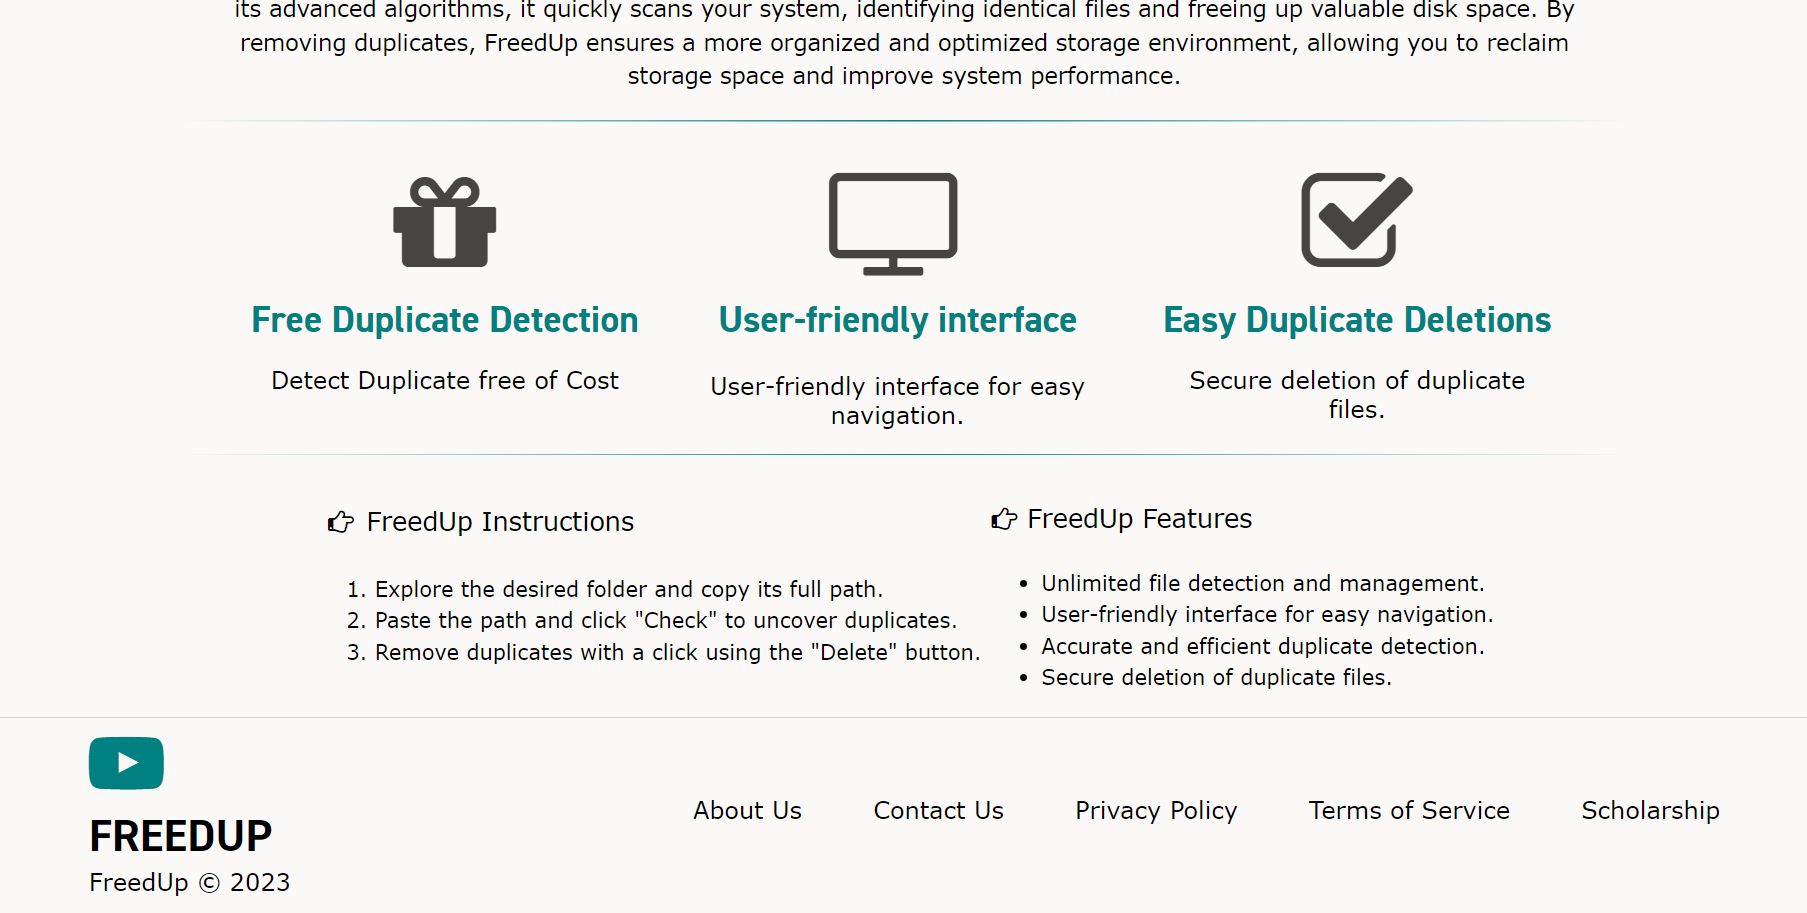 its advanced algorithms, it quickly scans your system, identifying identical files and freeing up valuable disk space. By
removing duplicates, FreedUp ensures a more organized and optimized storage environment, allowing you to reclaim
storage space and improve system performance.
Free Duplicate Detection
Detect Duplicate free of Cost
User-friendly interface
User-friendly interface for easy
navigation.
Easy Duplicate Deletions
Secure deletion of duplicate
files.
FreedUp Instructions
1. Explore the desired folder and copy its full path.
2. Paste the path and click "Check" to uncover duplicates.
3. Remove duplicates with a click using the "Delete" button.
FreedUp Features
• Unlimited file detection and management.
• User-friendly interface for easy navigation.
• Accurate and efficient duplicate detection.
• Secure deletion of duplicate files.
FREEDUP
FreedUp © 2023
About Us
Contact Us
Privacy Policy
Terms of Service
Scholarship